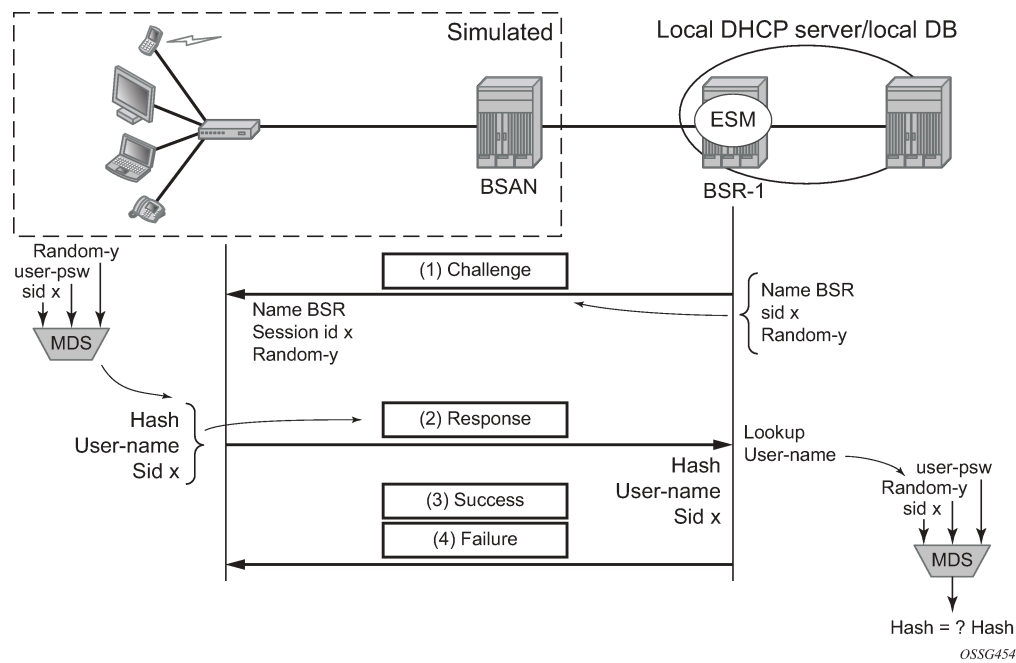 Simulated
Local DHCP server/local DB
ESM
BSAN
BSR-1
Random-y
user-psw
sid x
MDS
(1) Challenge
Name BSR
Session id x
Random-y
Name BSR
sid x
Random-y
Hash
User-name
Sid x
(2) Response
Lookup
User-name
Hash
User-name
Sid x
(3) Success
(4) Failure
user-psw
Random-y
sid x
MDS
Hash = ? Hash
OSSG454